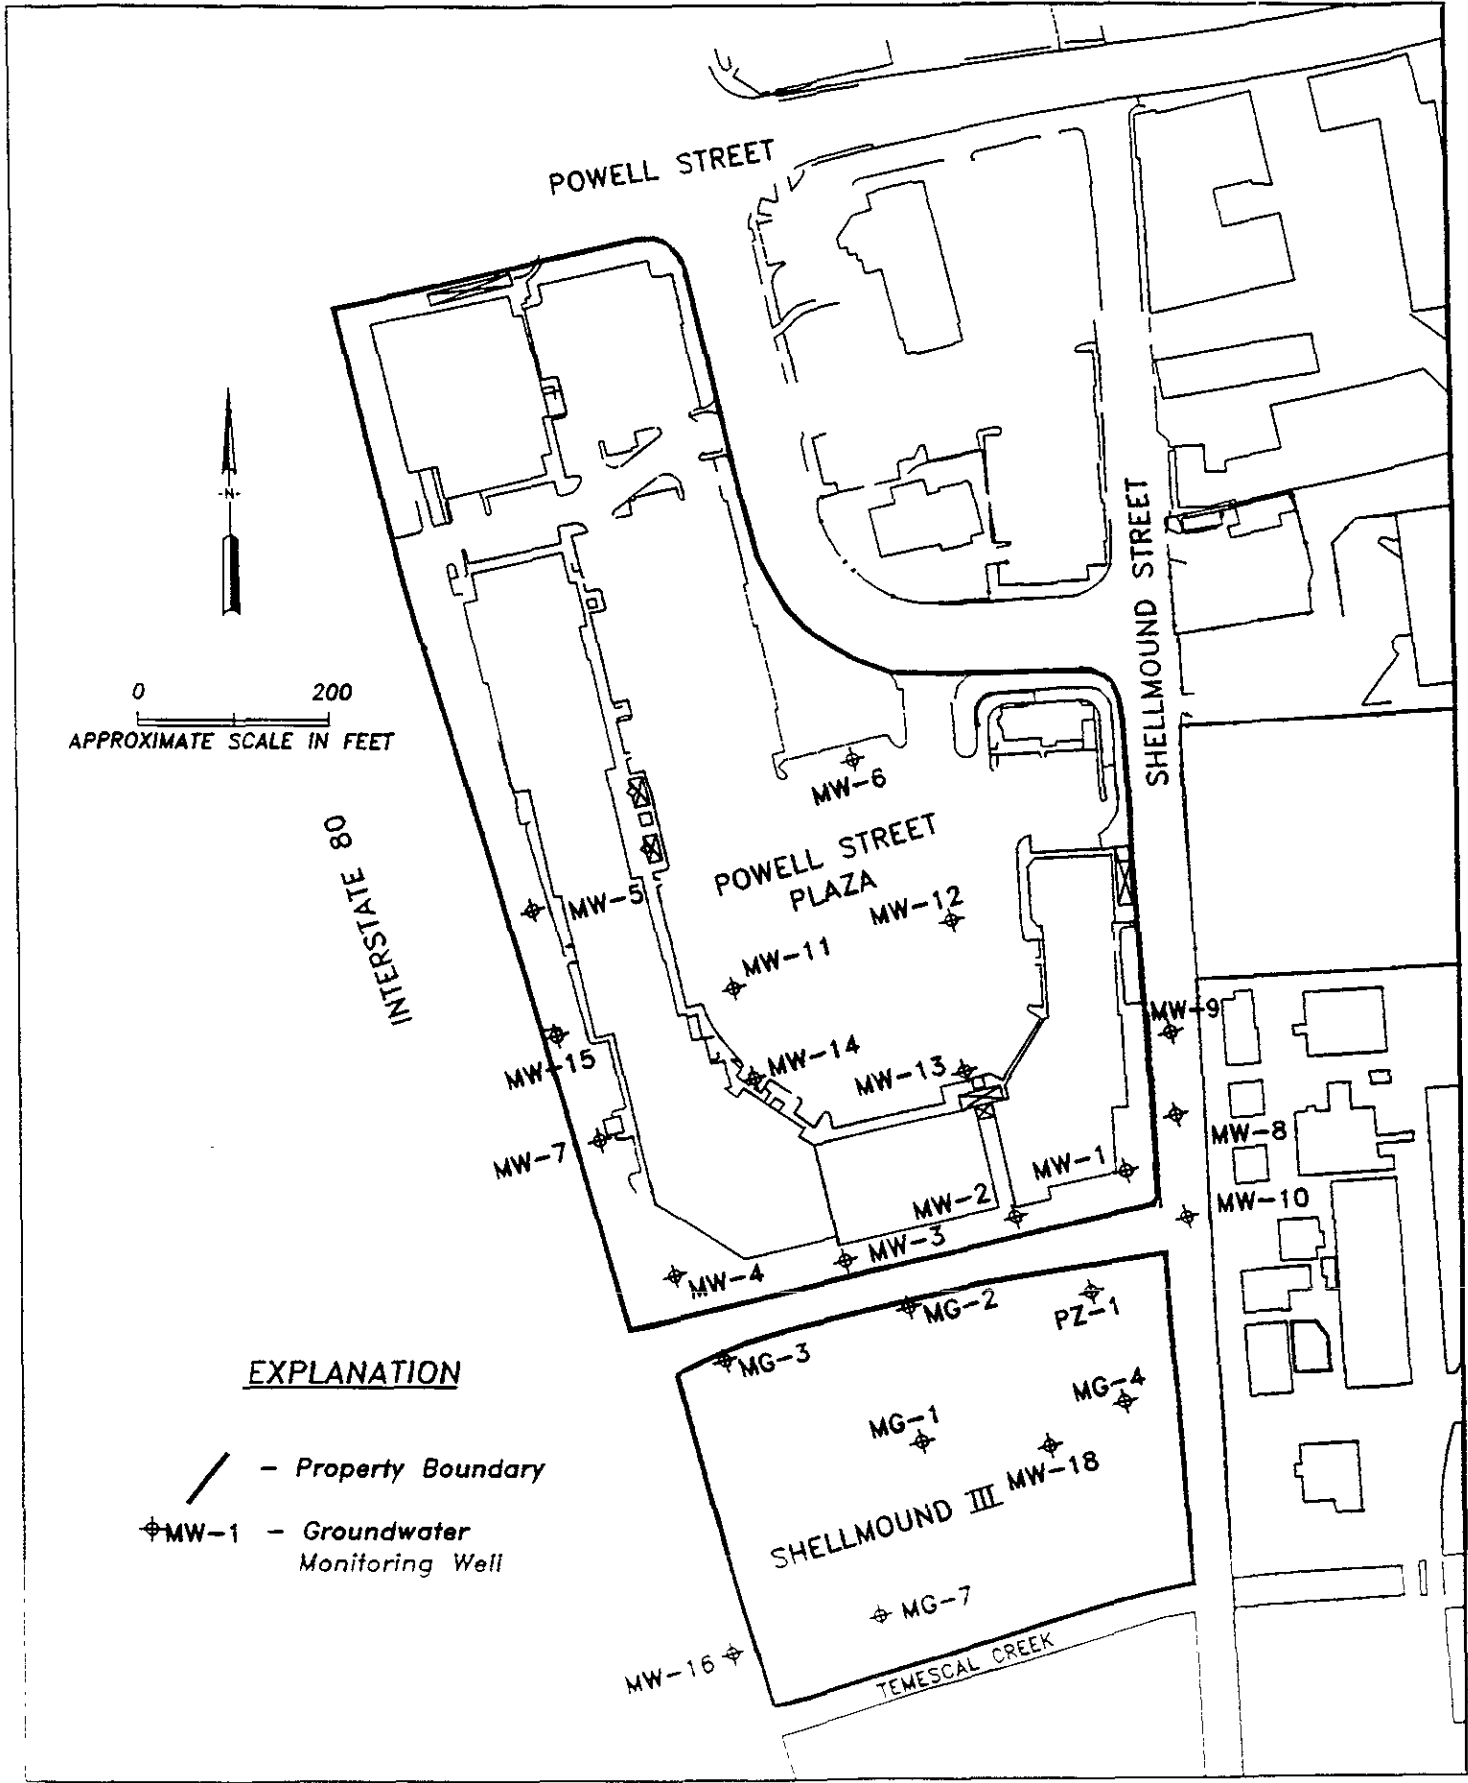 POWELL STREET
-N-
SHELLMOUND STREET
0 200
APPROXIMATE SCALE IN FEET
INTERSTATE 80
MW-6
POWELL STREET
PLAZA
MW-5
MW-12
MW-11
MW-9
MW-15
MW-14
MW-13
MW-8
MW-7
MW-1
MW-2
MW-10
MW-3
MW-4
MG-2
PZ-1
MG-3
MG-4
MG-1
MW-18
SHELLMOUND III
MG-7
MW-16
TEMESCAL CREEK
EXPLANATION
- Property Boundary
MW-1 - Groundwater
Monitoring Well